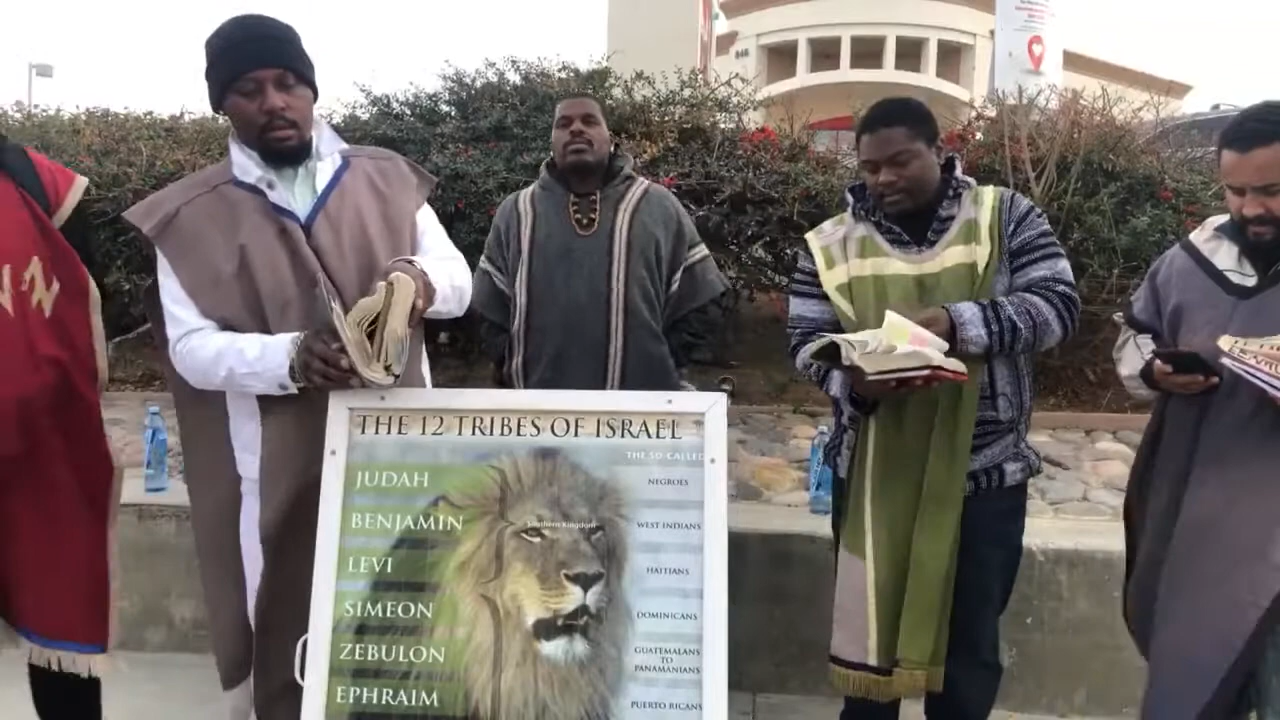 THE 12 TRIBES OF ISRAEL
THE SO CALLED
JUDAH
NEGROES
Southern Kingdom
BENJAMIN
WEST INDIANS
LEVI
HAITIANS
SIMEON
DOMINICANS
ZEBULON
GUATEMALANS
TO
PANAMANIANS
EPHRAIM
PUERTO RICANS